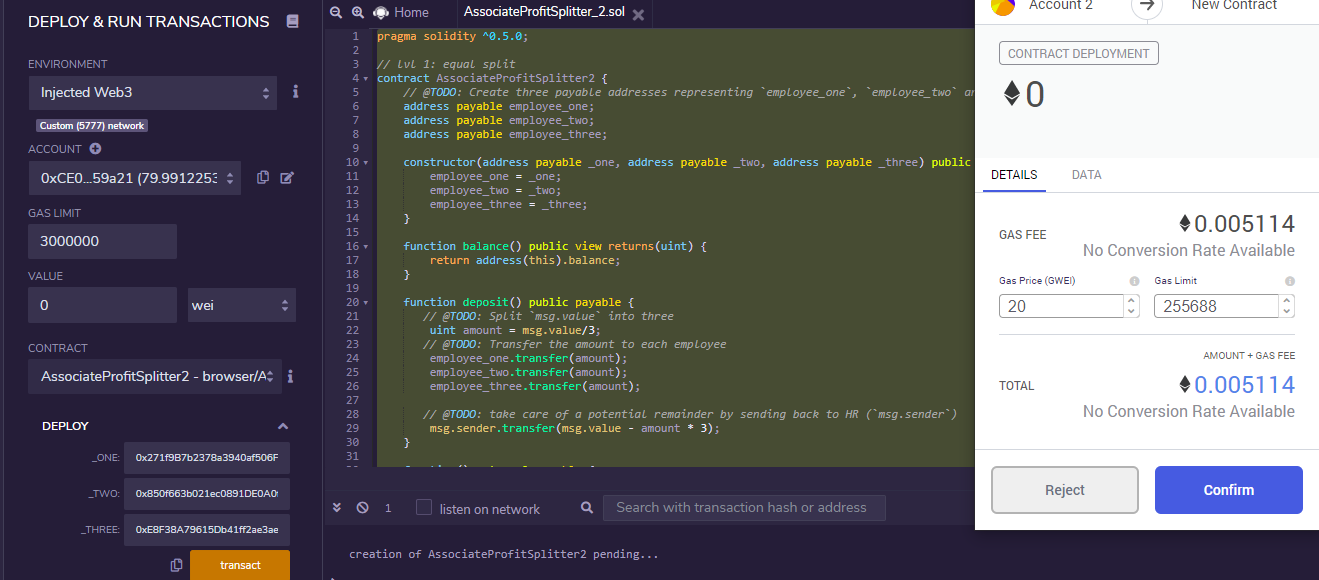 DEPLOY & RUN TRANSACTIONS
ENVIRONMENT
Injected Web3
Custom (5777) network
ACCOUNT
0xCE0...59a21 (79.9912253
GAS LIMIT
3000000
VALUE
0
wei
CONTRACT
AssociateProfitSplitter2 - browser/A
DEPLOY
_ONE: 0x271f9B7b2378a3940af506F
_TWO: 0x850f663b021ec0891DE0A0
_THREE: 0xE8F38A79615Db41ff2ae3ae
transact
Home
AssociateProfitSplitter_2.sol
1 pragma solidity ^0.5.0;
2
3 // lvl 1: equal split
4 contract AssociateProfitSplitter2 {
5 // @TODO: Create three payable addresses representing `employee_one`, `employee_two` an
6 address payable employee_one;
7 address payable employee_two;
8 address payable employee_three;
9
10 constructor(address payable _one, address payable _two, address payable _three) public
11 employee_one = _one;
12 employee_two = _two;
13 employee_three = _three;
14 }
15
16 function balance() public view returns(uint) {
17 return address(this).balance;
18 }
19
20 function deposit() public payable {
21 // @TODO: Split `msg.value` into three
22 uint amount = msg.value/3;
23 // @TODO: Transfer the amount to each employee
24 employee_one.transfer(amount);
25 employee_two.transfer(amount);
26 employee_three.transfer(amount);
27
28 // @TODO: take care of a potential remainder by sending back to HR (`msg.sender`)
29 msg.sender.transfer(msg.value - amount * 3);
30 }
31
1
listen on network
Search with transaction hash or address
creation of AssociateProfitSplitter2 pending...
Account 2
New Contract
CONTRACT DEPLOYMENT
0
DETAILS
DATA
GAS FEE
0.005114
No Conversion Rate Available
Gas Price (GWEI)
Gas Limit
20
255688
AMOUNT + GAS FEE
TOTAL
0.005114
No Conversion Rate Available
Reject
Confirm